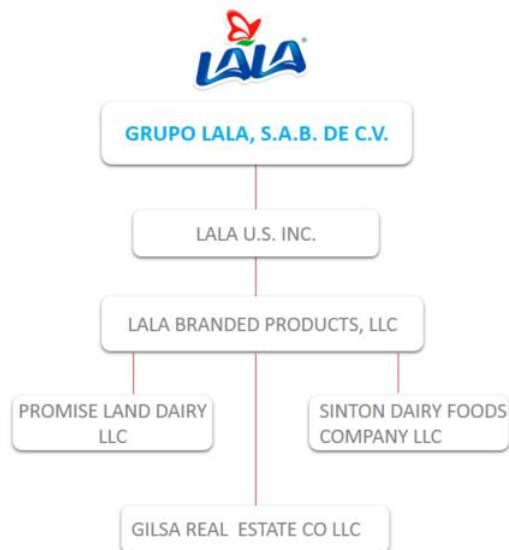 LALA
GRUPO LALA, S.A.B. DE C.V.
LALA U.S. INC.
LALA BRANDED PRODUCTS, LLC
PROMISE LAND DAIRY
LLC
SINTON DAIRY FOODS
COMPANY LLC
GILSA REAL ESTATE CO LLC